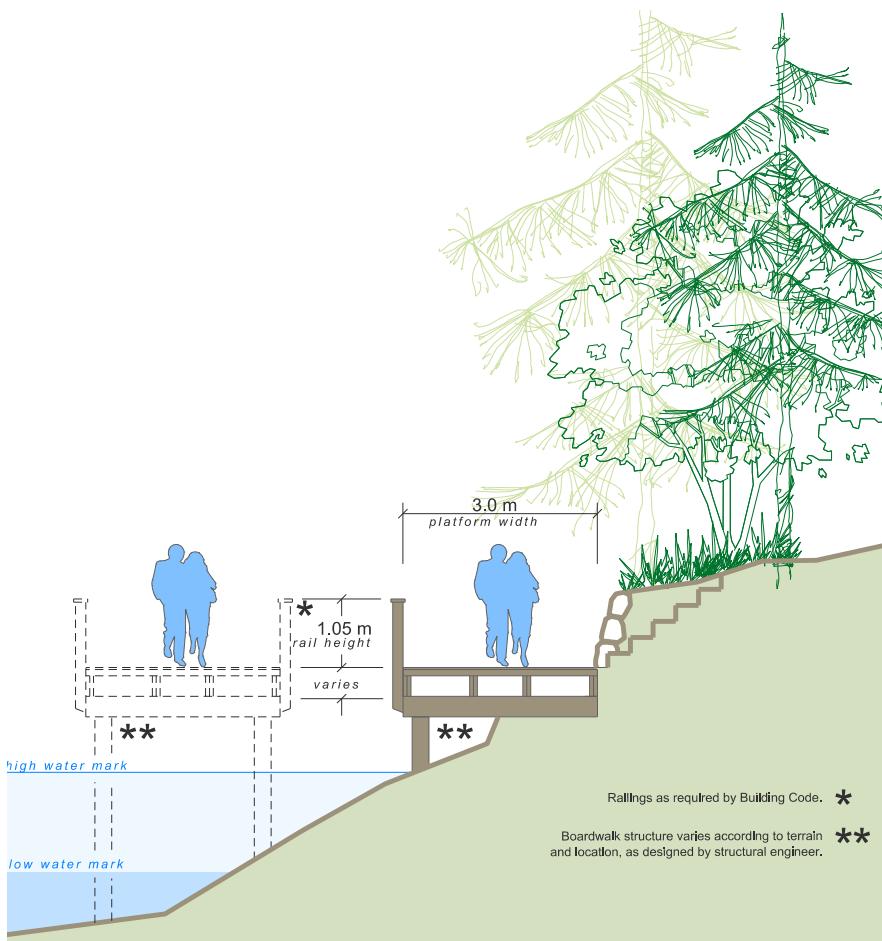 3.0 m
platform width
*
1.05 m
rail height
varies
**
**
high water mark
low water mark
Railings as required by Building Code. *
Boardwalk structure varies according to terrain **
and location, as designed by structural engineer.